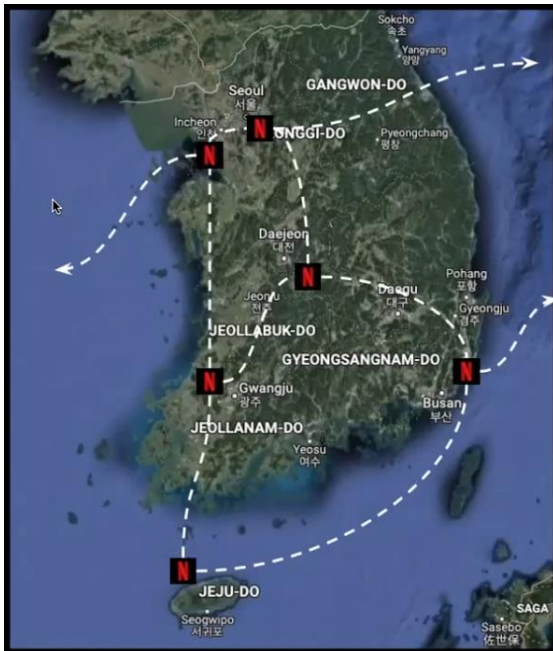 Sokcho
속초
Yangyang
양양
GANGWON-DO
Seoul
서울
Incheon
인천
ONGGI-DO
Pyeongchang
평창
Daejeon
대전
Pohang
포항
Daegu
대구
Jeonju
전주
Gyeongju
경주
JEOLLABUK-DO
GYEONGSANGNAM-DO
Gwangju
광주
Busan
부산
JEOLLANAM-DO
Yeosu
여수
JEJU-DO
Seogwipo
서귀포
SAGA
Sasebo
佐世保
N
N
N
N
N
N